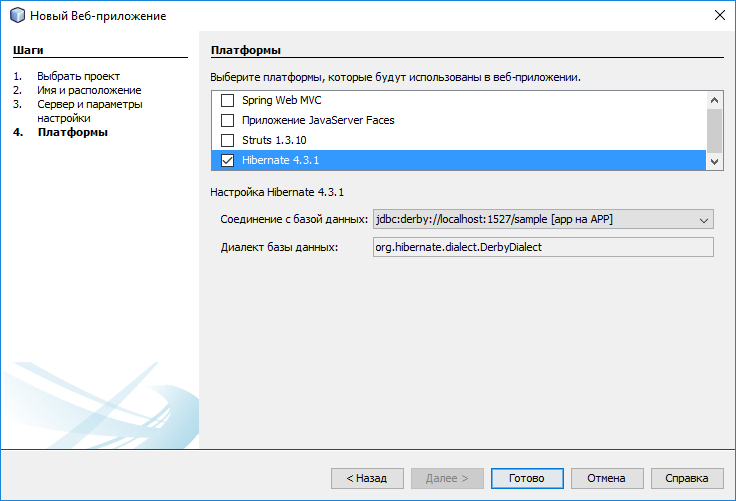 Новый Веб-приложение
Шаги
1. Выбрать проект
2. Имя и расположение
3. Сервер и параметры
настройки
4. Платформы
Платформы
Выберите платформы, которые будут использованы в веб-приложении.
Spring Web MVC
Приложение JavaServer Faces
Struts 1.3.10
Hibernate 4.3.1
Настройка Hibernate 4.3.1
Соединение с базой данных: jdbc:derby://localhost:1527/sample [app на APP]
Диалект базы данных: org.hibernate.dialect.DerbyDialect
< Назад Далее > Готово Отмена Справка